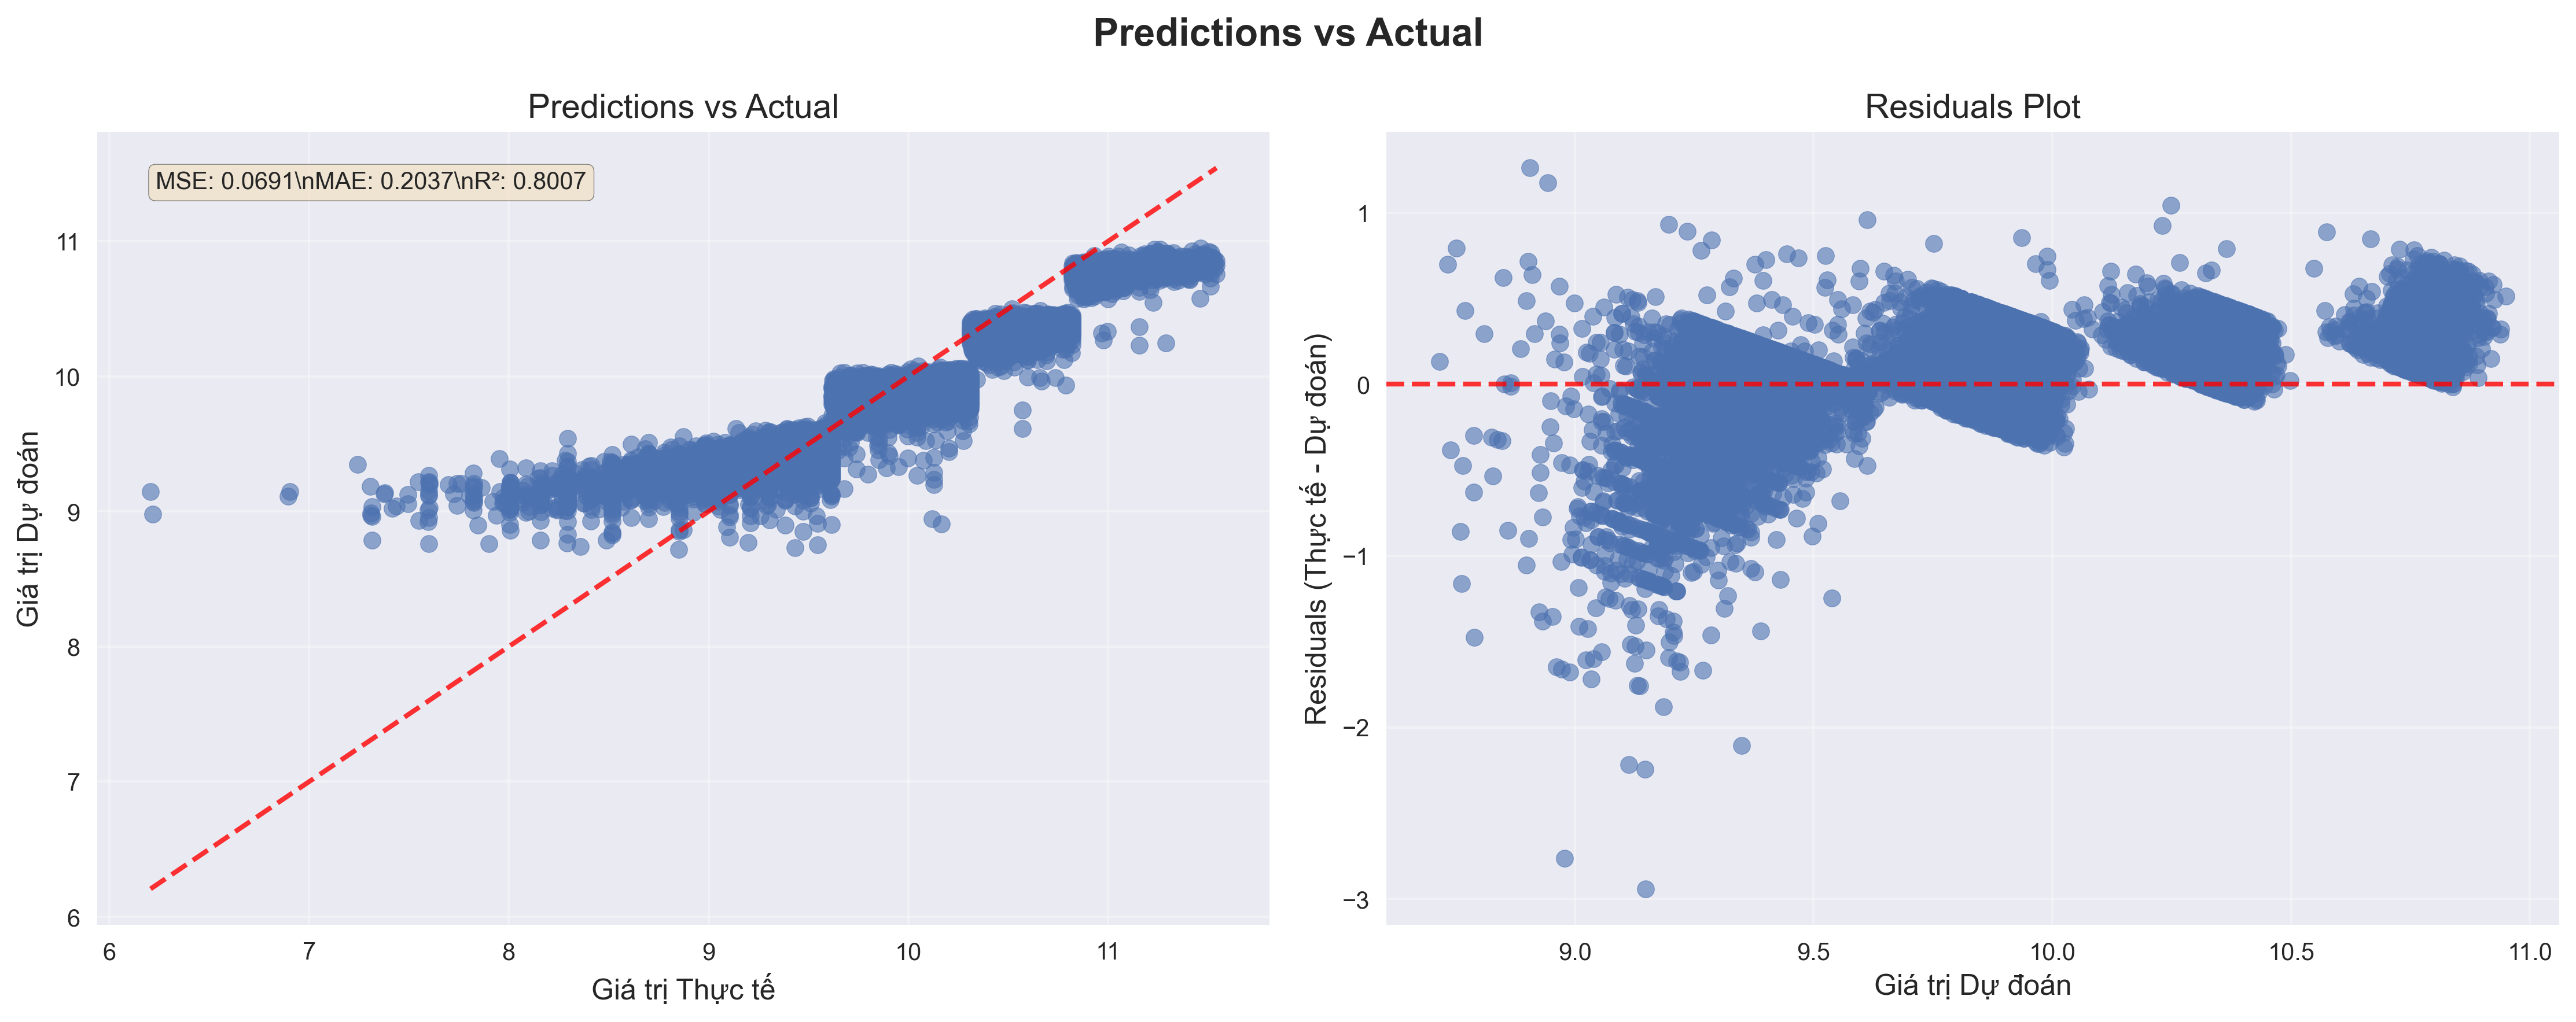 Predictions vs Actual
Predictions vs Actual
MSE: 0.0691\nMAE: 0.2037\nR²: 0.8007
Giá trị Dự đoán
11
10
9
8
7
6
6 7 8 9 10 11
Giá trị Thực tế
Residuals Plot
Residuals (Thực tế - Dự đoán)
1
0
−1
−2
−3
9.0 9.5 10.0 10.5 11.0
Giá trị Dự đoán